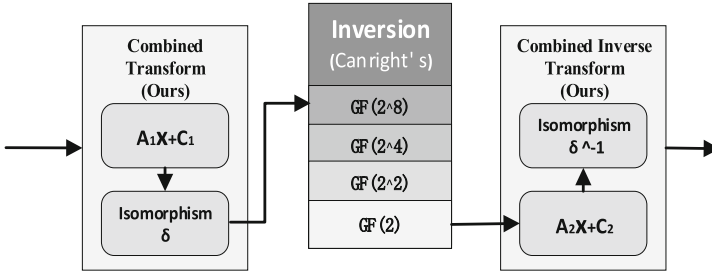 Combined
Transform
(Ours)
A₁X+C₁
Isomorphism
δ
Inversion
(Canright's)
GF(2^8)
GF(2^4)
GF(2^2)
GF(2)
Combined Inverse
Transform
(Ours)
Isomorphism
δ^-1
A₂X+C₂